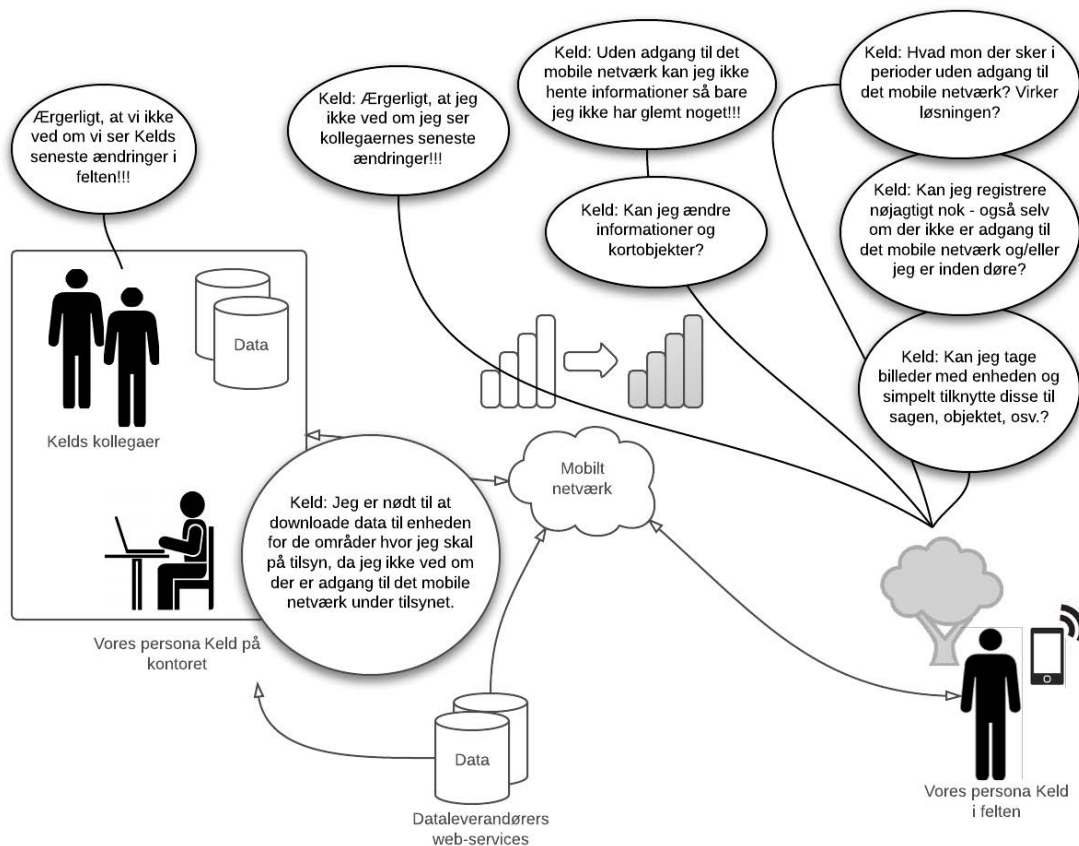 Ærgerligt, at vi ikke
ved om vi ser Kelds
seneste ændringer i
felten!!!
Keld: Ærgerligt, at jeg
ikke ved om jeg ser
kollegaernes seneste
ændringer!!!
Keld: Uden adgang til det
mobile netværk kan jeg ikke
hente informationer så bare
jeg ikke har glemt noget!!!
Keld: Hvad mon der sker i
perioder uden adgang til
det mobile netværk? Virker
løsningen?
Keld: Kan jeg ændre
informationer og
kortobjekter?
Keld: Kan jeg registrere
nøjagtigt nok - også selv
om der ikke er adgang til
det mobile netværk og/eller
jeg er inden døre?
Keld: Kan jeg tage
billeder med enheden og
simpelt tilknytte disse til
sagen, objektet, osv.?
Data
Kelds kollegaer
Keld: Jeg er nødt til at
downloade data til enheden
for de områder hvor jeg skal
på tilsyn, da jeg ikke ved om
der er adgang til det mobile
netværk under tilsynet.
Mobilt
netværk
Vores persona Keld på
kontoret
Data
Dataleverandørers
web-services
Vores persona Keld
i felten